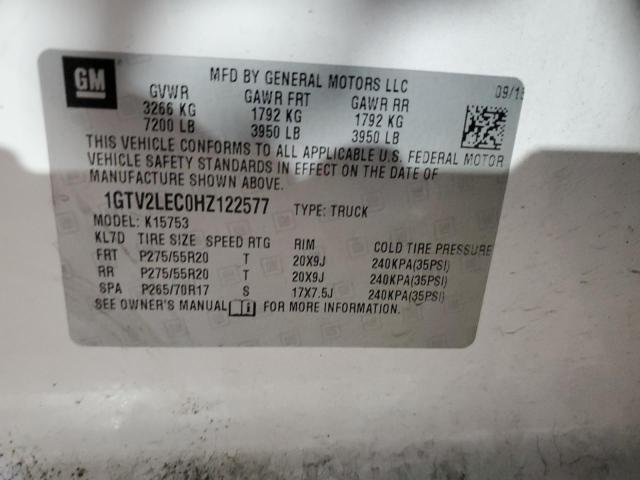 GM
MFD BY GENERAL MOTORS LLC
GVWR GAWR FRT GAWR RR
3266 KG 1792 KG 1792 KG
7200 LB 3950 LB 3950 LB
THIS VEHICLE CONFORMS TO ALL APPLICABLE U.S. FEDERAL MOTOR
VEHICLE SAFETY STANDARDS IN EFFECT ON THE DATE OF
MANUFACTURE SHOWN ABOVE.
1GTV2LEC0HZ122577 TYPE: TRUCK
MODEL: K15753
KL7D TIRE SIZE SPEED RTG RIM COLD TIRE PRESSURE
FRT P275/55R20 T 20X9J 240KPA(35PSI)
RR P275/55R20 T 20X9J 240KPA(35PSI)
SPA P265/70R17 S 17X7.5J 240KPA(35PSI)
SEE OWNER'S MANUAL FOR MORE INFORMATION.